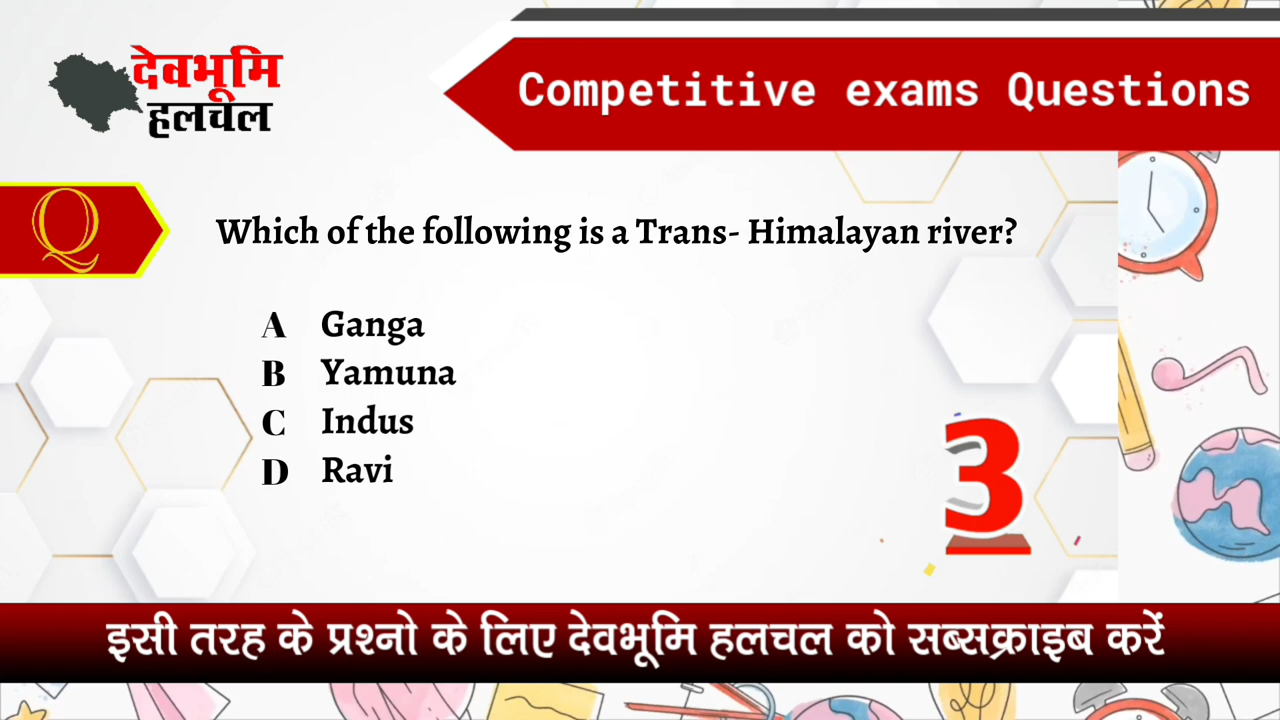 देवभूमि
हलचल
Competitive exams Questions
Q
Which of the following is a Trans- Himalayan river?
A Ganga
B Yamuna
C Indus
D Ravi
3
इसी तरह के प्रश्नो के लिए देवभूमि हलचल को सब्सक्राइब करें